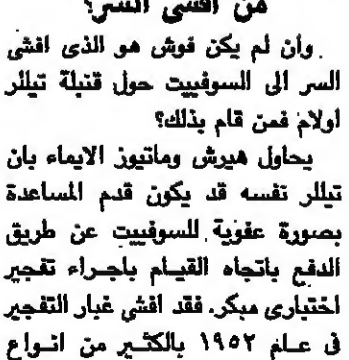 من افشى السر؟
وان لم يكن فوش هو الذى افشى
السر الى السوفييت حول قنبلة تيللر
اولام فمن قام بذلك؟
يحاول هيرش وماتيوز الايماء بان
تيللر نفسه قد يكون قدم المساعدة
بصورة عفوية للسوفييت عن طريق
الدفع باتجاه القيام باجراء تفجير
اختبارى مبكر. فقد افشي غبار التفجير
فى عام ١٩٥٢ بالكثير من انواع